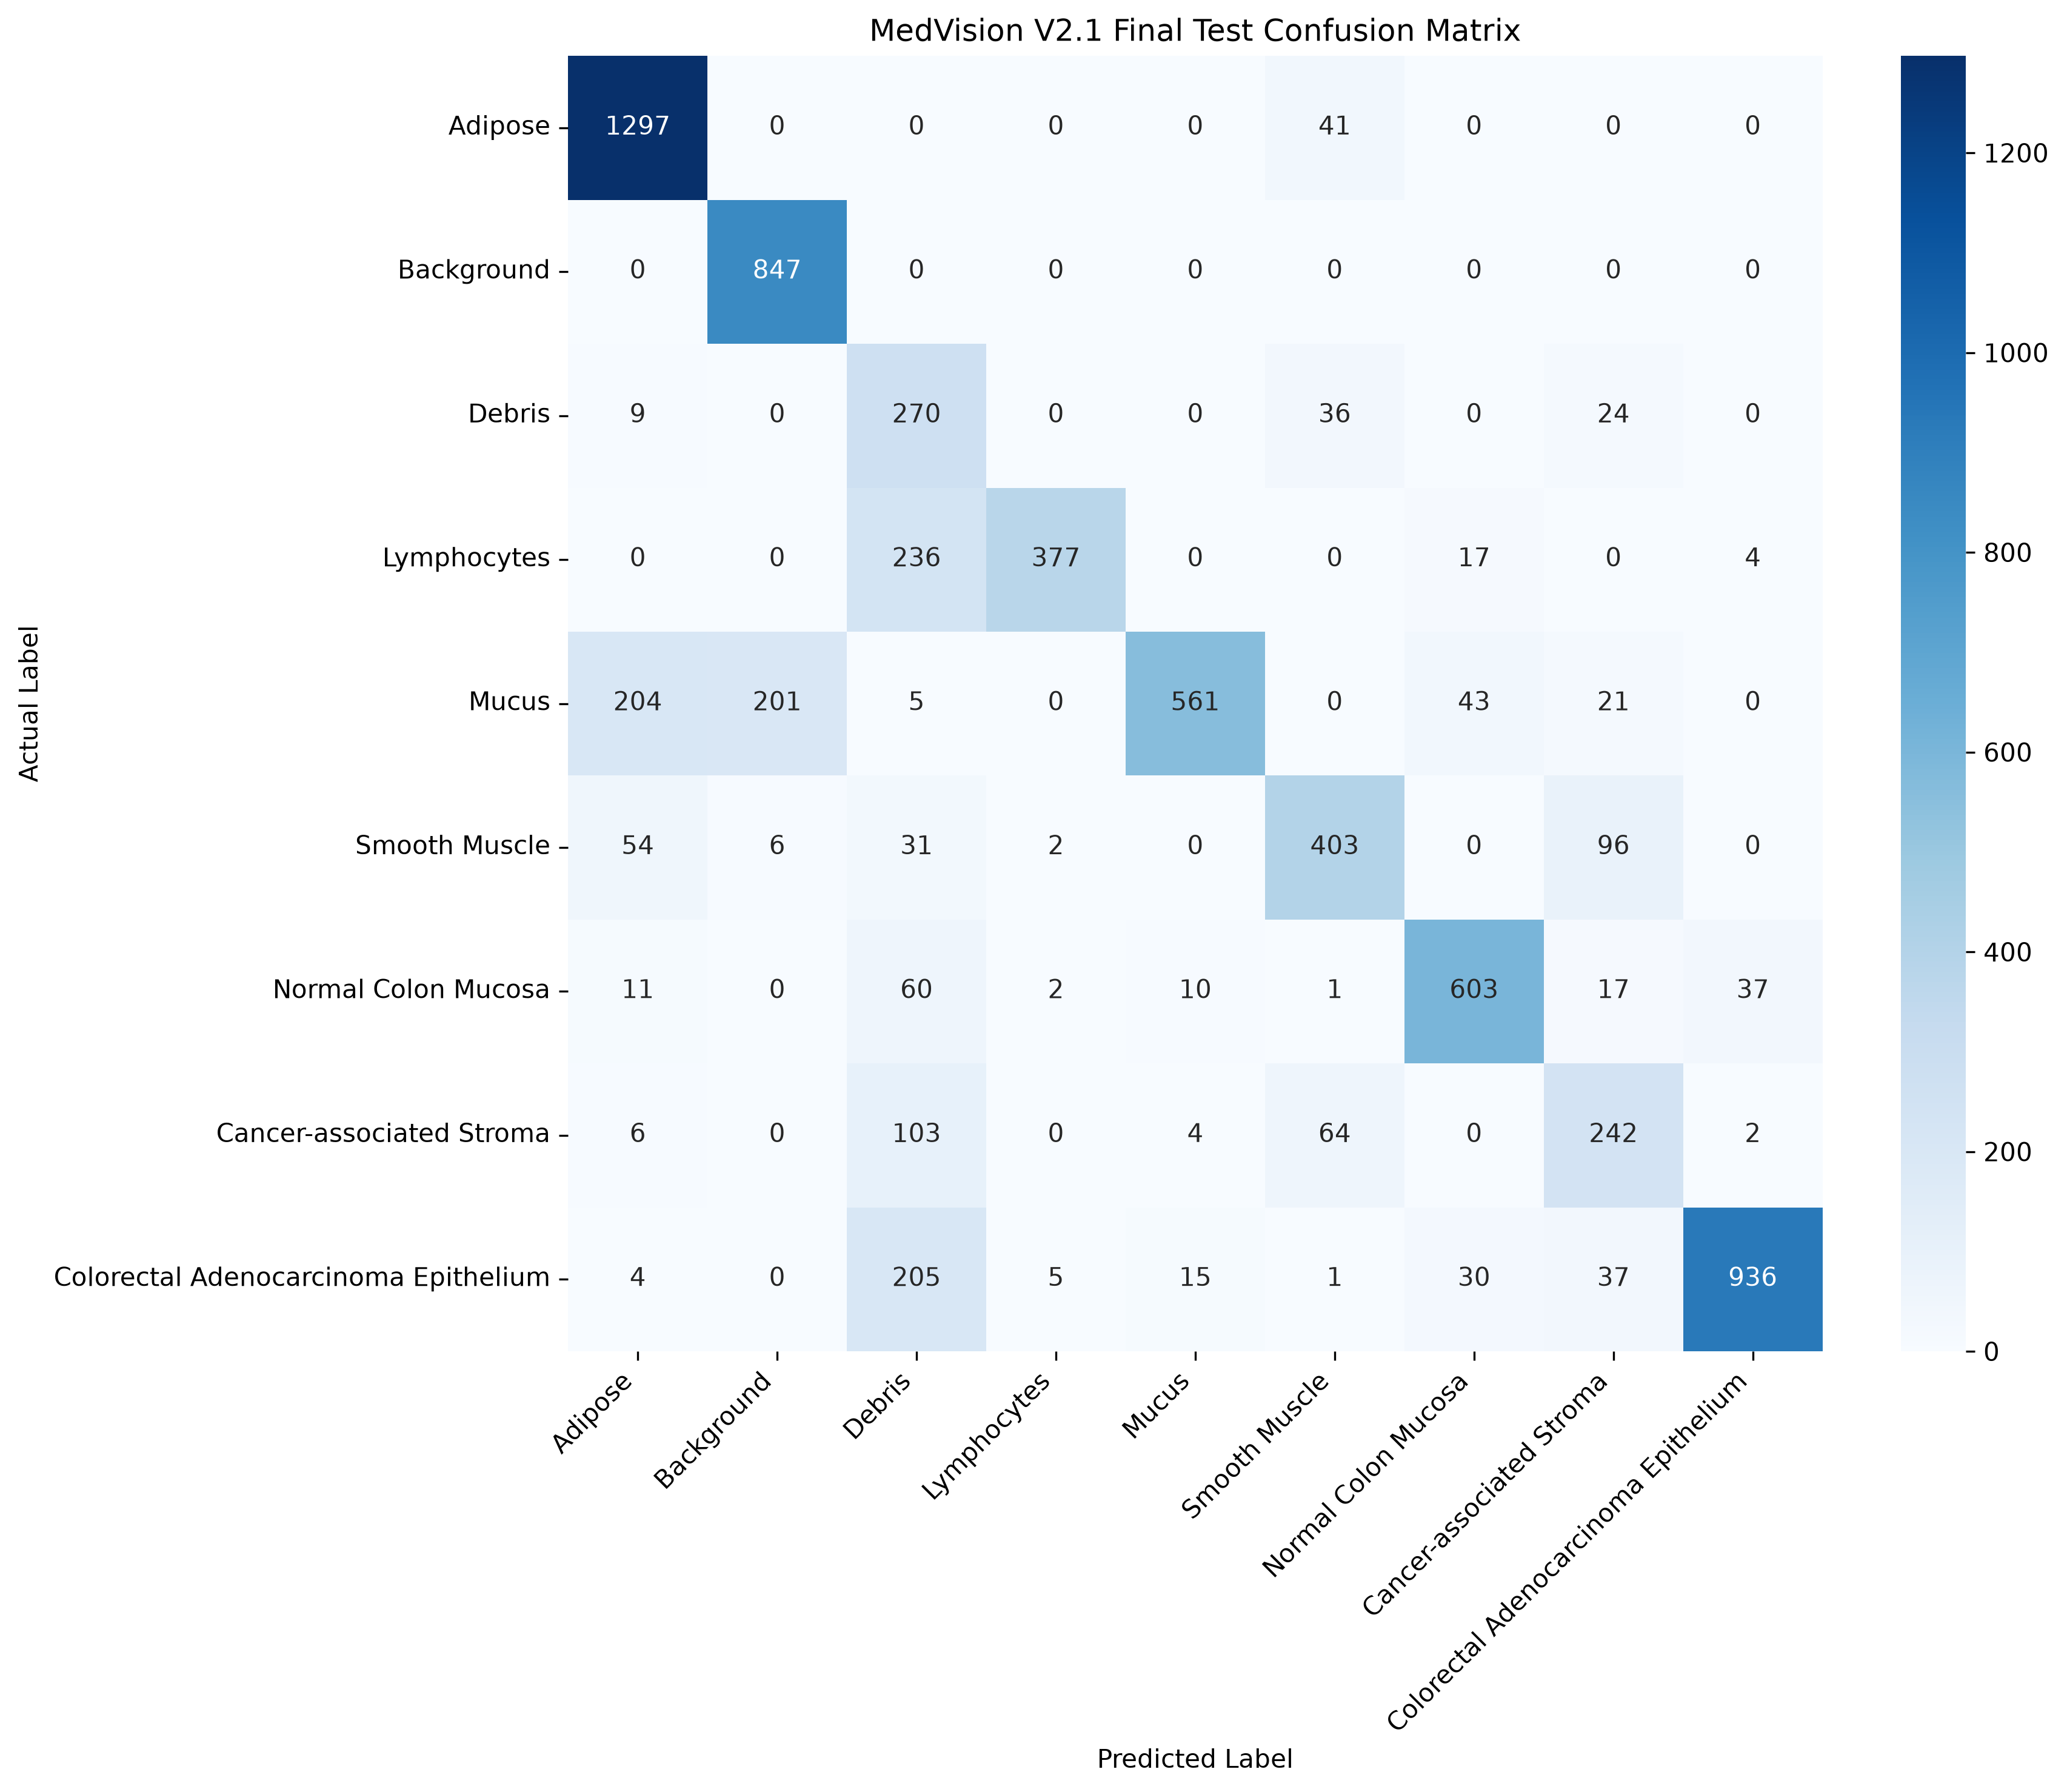 MedVision V2.1 Final Test Confusion Matrix
Actual Label
Adipose 1297 0 0 0 0 41 0 0 0
Background 0 847 0 0 0 0 0 0 0
Debris 9 0 270 0 0 36 0 24 0
Lymphocytes 0 0 236 377 0 0 17 0 4
Mucus 204 201 5 0 561 0 43 21 0
Smooth Muscle 54 6 31 2 0 403 0 96 0
Normal Colon Mucosa 11 0 60 2 10 1 603 17 37
Cancer-associated Stroma 6 0 103 0 4 64 0 242 2
Colorectal Adenocarcinoma Epithelium 4 0 205 5 15 1 30 37 936
Adipose
Background
Debris
Lymphocytes
Mucus
Smooth Muscle
Normal Colon Mucosa
Cancer-associated Stroma
Colorectal Adenocarcinoma Epithelium
Predicted Label
1200
1000
800
600
400
200
0